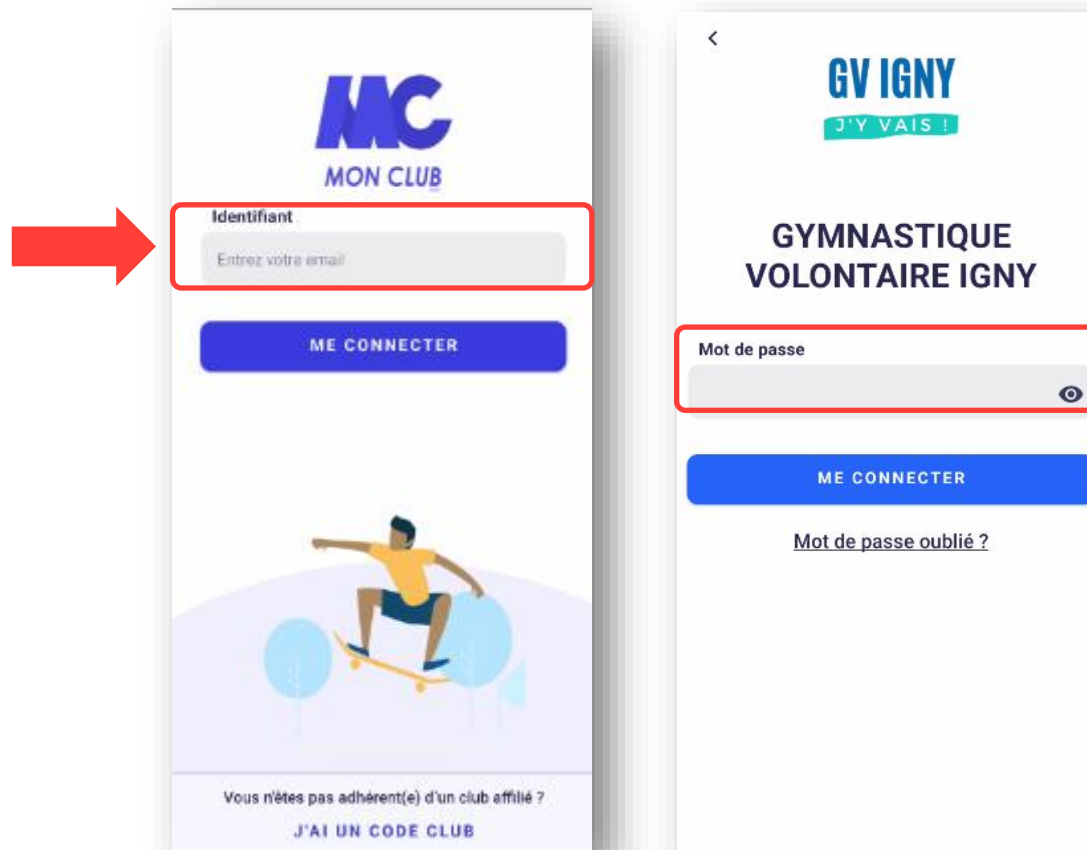 MC
MON CLUB
Identifiant
Entrez votre email
ME CONNECTER
Vous n'êtes pas adhérent(e) d'un club affilié ?
J'AI UN CODE CLUB
GV IGNY
J'Y VAIS !
GYMNASTIQUE
VOLONTAIRE IGNY
Mot de passe
ME CONNECTER
Mot de passe oublié ?